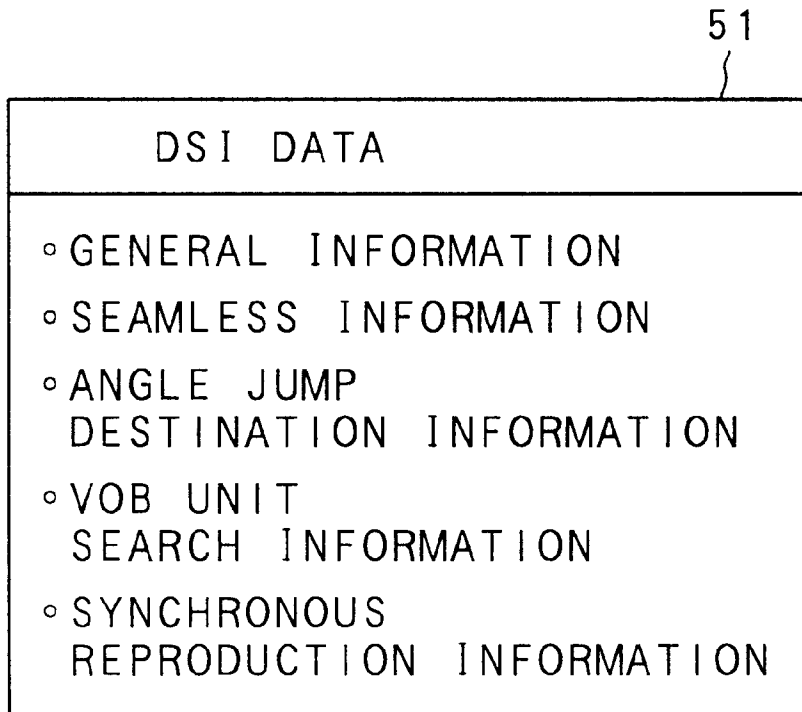 51
DSI DATA
∘GENERAL INFORMATION
∘SEAMLESS INFORMATION
∘ANGLE JUMP
DESTINATION INFORMATION
∘VOB UNIT
SEARCH INFORMATION
∘SYNCHRONOUS
REPRODUCTION INFORMATION